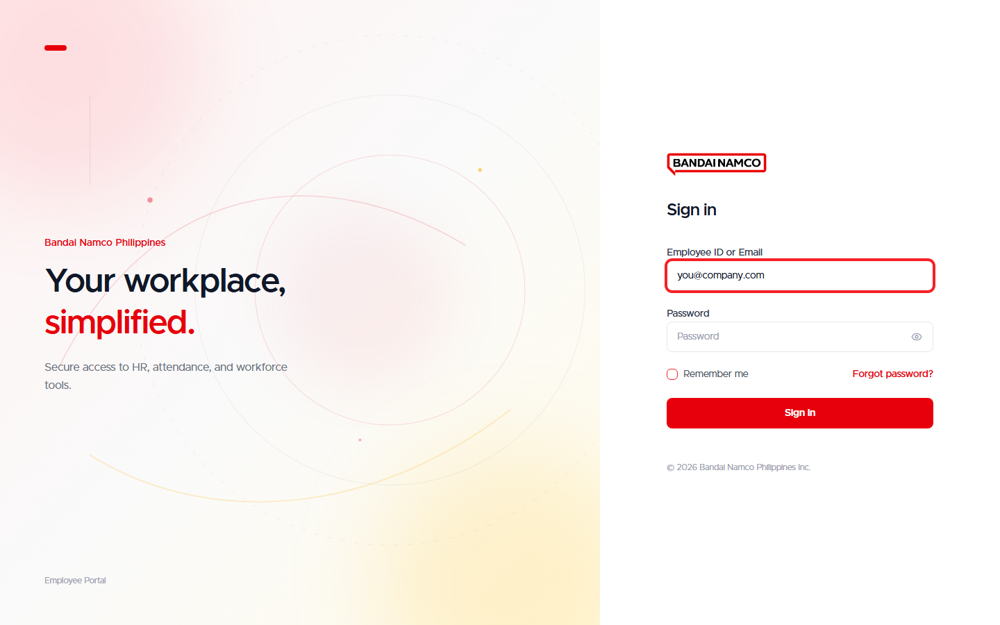 Bandai Namco Philippines
Your workplace,
simplified.
Secure access to HR, attendance, and workforce
tools.
Employee Portal
BANDAI NAMCO
Sign in
Employee ID or Email
you@company.com
Password
Password
Remember me
Forgot password?
Sign in
© 2026 Bandai Namco Philippines Inc.